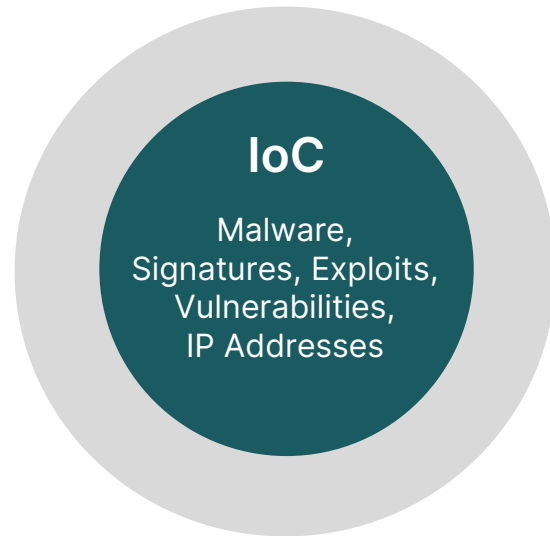 IoC
Malware,
Signatures, Exploits,
Vulnerabilities,
IP Addresses